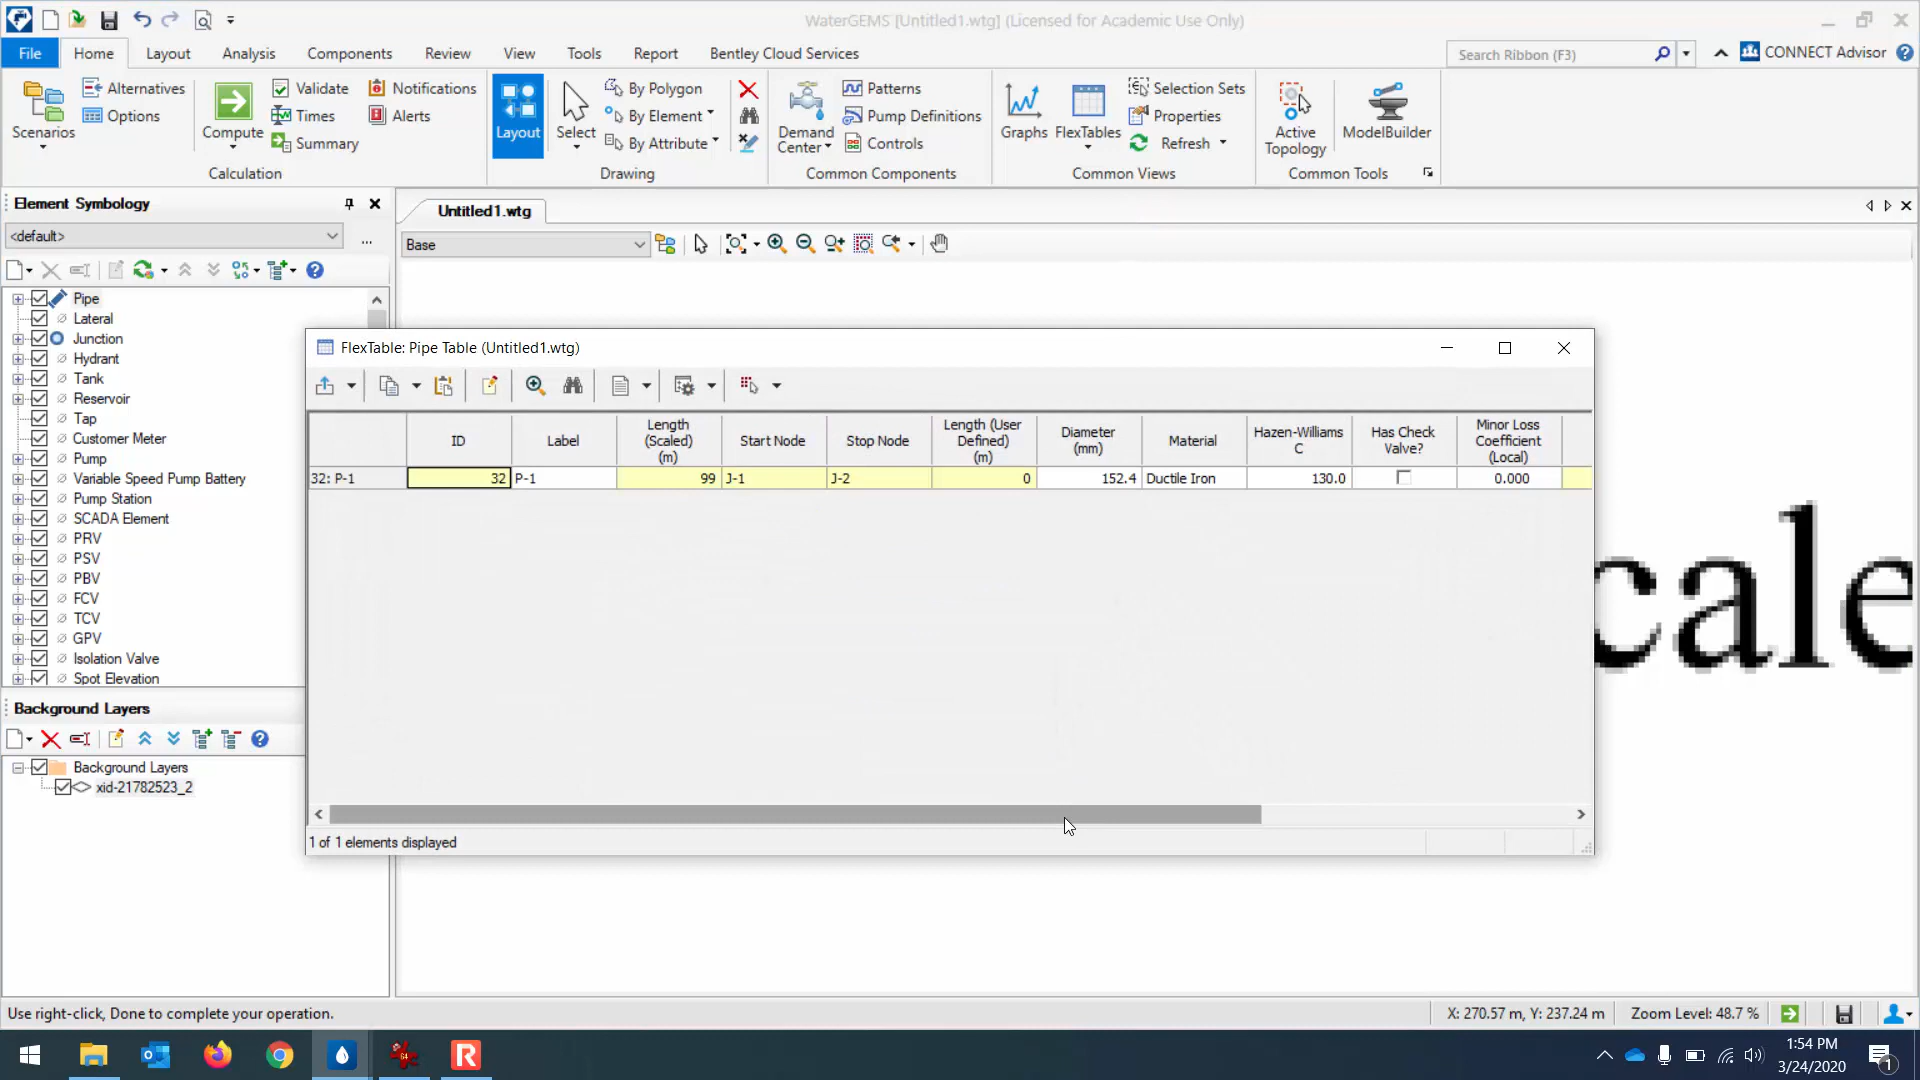 WaterGEMS [Untitled1.wtg] (Licensed for Academic Use Only)
File Home Layout Analysis Components Review View Tools Report Bentley Cloud Services Search Ribbon (F3) CONNECT Advisor
Scenarios Alternatives Options
Compute Validate Times Summary Notifications Alerts
Calculation
Layout Select By Polygon By Element By Attribute
Drawing
Demand Center Patterns Pump Definitions Controls
Common Components
Graphs FlexTables Selection Sets Properties Refresh
Common Views
Active Topology ModelBuilder
Common Tools
Element Symbology
<default>
...
Untitled1.wtg
Base
Pipe
Lateral
Junction
Hydrant
Tank
Reservoir
Tap
Customer Meter
Pump
Variable Speed Pump Battery
Pump Station
SCADA Element
PRV
PSV
PBV
FCV
TCV
GPV
Isolation Valve
Spot Elevation
Background Layers
Background Layers
xid-21782523_2
FlexTable: Pipe Table (Untitled1.wtg)
ID Label Length (Scaled) (m) Start Node Stop Node Length (User Defined) (m) Diameter (mm) Material Hazen-Williams C Has Check Valve? Minor Loss Coefficient (Local)
32: P-1 32 P-1 99 J-1 J-2 0 152.4 Ductile Iron 130.0 0.000
1 of 1 elements displayed
cale
Use right-click, Done to complete your operation.
X: 270.57 m, Y: 237.24 m Zoom Level: 48.7 %
64
R
1:54 PM
3/24/2020
1